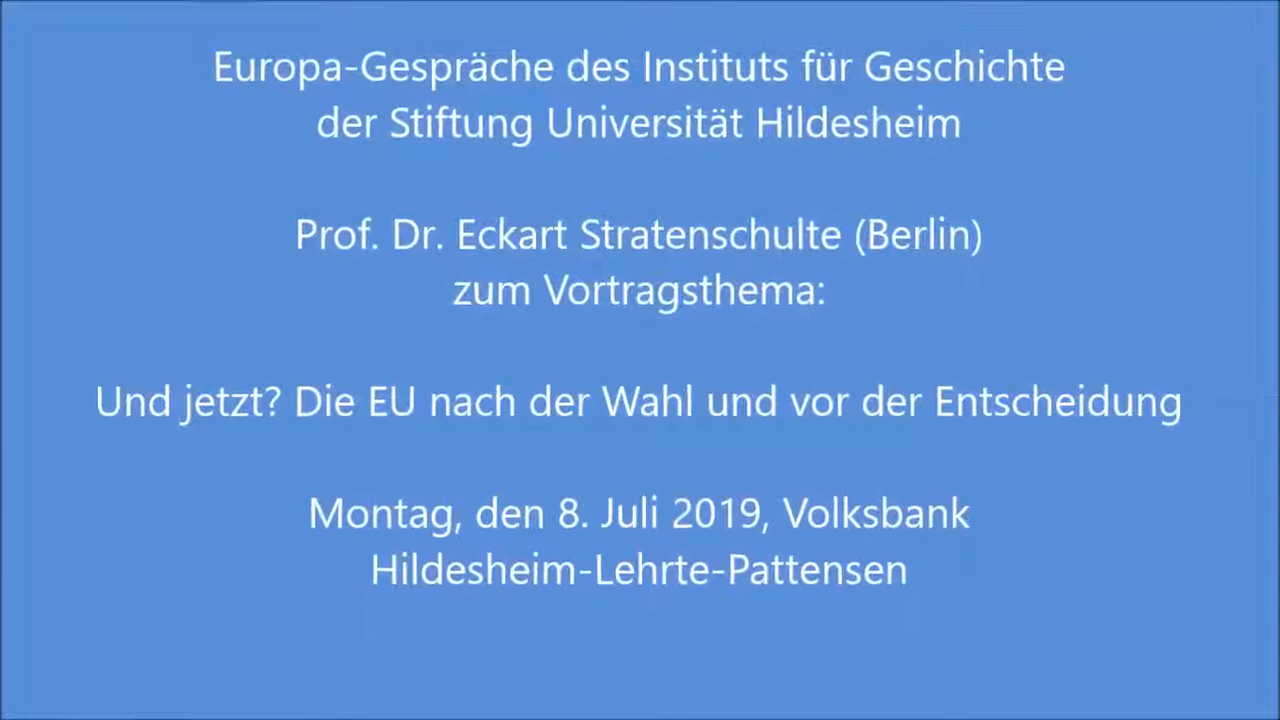 Europa-Gespräche des Instituts für Geschichte
der Stiftung Universität Hildesheim
Prof. Dr. Eckart Stratenschulte (Berlin)
zum Vortragsthema:
Und jetzt? Die EU nach der Wahl und vor der Entscheidung
Montag, den 8. Juli 2019, Volksbank
Hildesheim-Lehrte-Pattensen